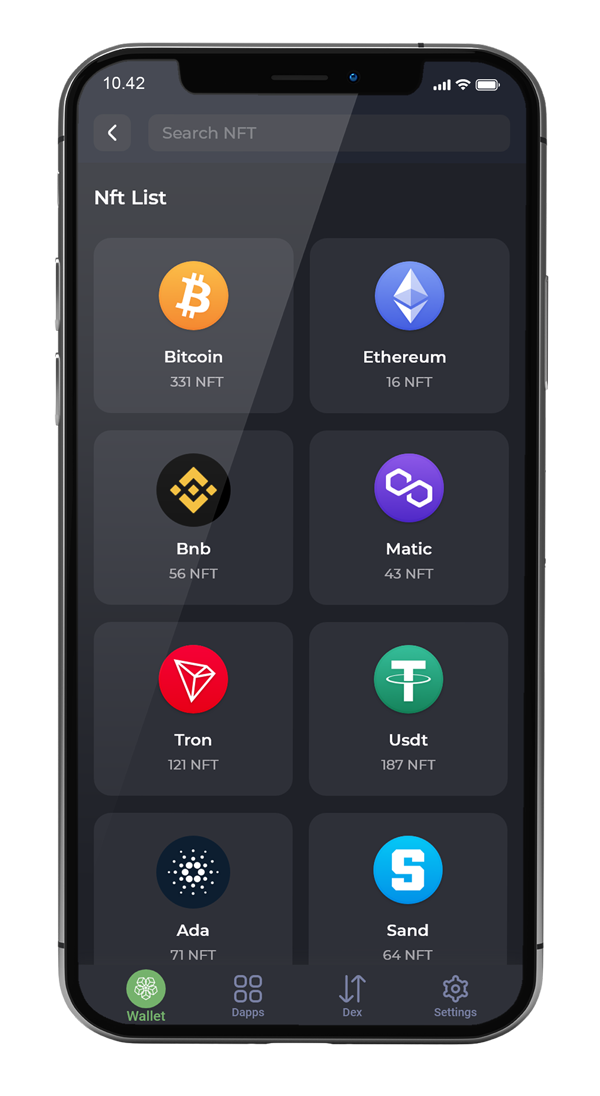 10.42
Search NFT
Nft List
Bitcoin
331 NFT
Ethereum
16 NFT
Bnb
56 NFT
Matic
43 NFT
Tron
121 NFT
Usdt
187 NFT
Ada
71 NFT
Sand
64 NFT
Wallet
Dapps
Dex
Settings